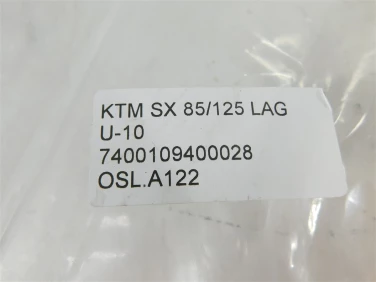 KTM SX 85/125 LAG
U-10
7400109400028
OSL.A122